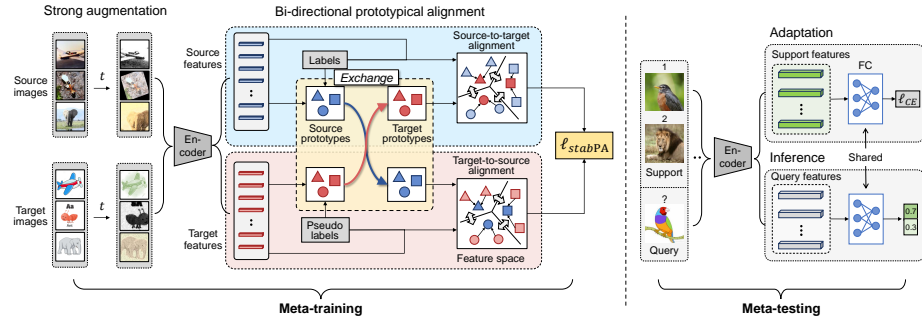 Strong augmentation
Bi-directional prototypical alignment
Source
images
t
Target
images
t
En-
coder
Source
features
Labels
Exchange
Source
prototypes
Target
prototypes
Source-to-target
alignment
Target-to-source
alignment
Pseudo
labels
Target
features
Feature space
ℓstabPA
Meta-training
1
2
Support
?
Query
En-
coder
Adaptation
Support features
FC
ℓCE
Shared
Inference
Query features
0.7
0.3
Meta-testing